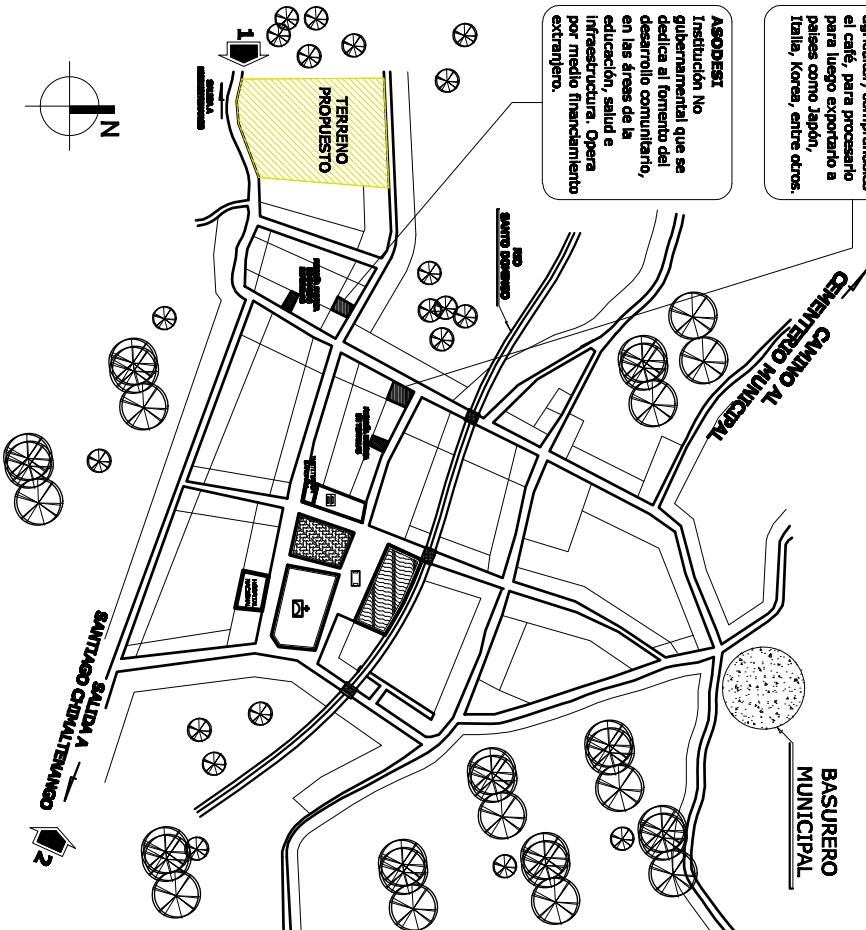 el café, para procesarlo
para luego exportarlo a
paises como Japón,
Italia, Korea, entre otros.
ASODESI
Institución No
gubernamental que se
dedica al fomento del
desarrollo comunitario,
en las áreas de la
educación, salud e
infraestructura. Opera
por medio financiamiento
extranjero.
CAMINO AL
CEMENTERIO MUNICIPAL
BASURERO
MUNICIPAL
RIO
SANTO DOMINGO
1
TERRENO
PROPUESTO
N
SALIDA A
SANTIAGO CHIMALTENANGO
2